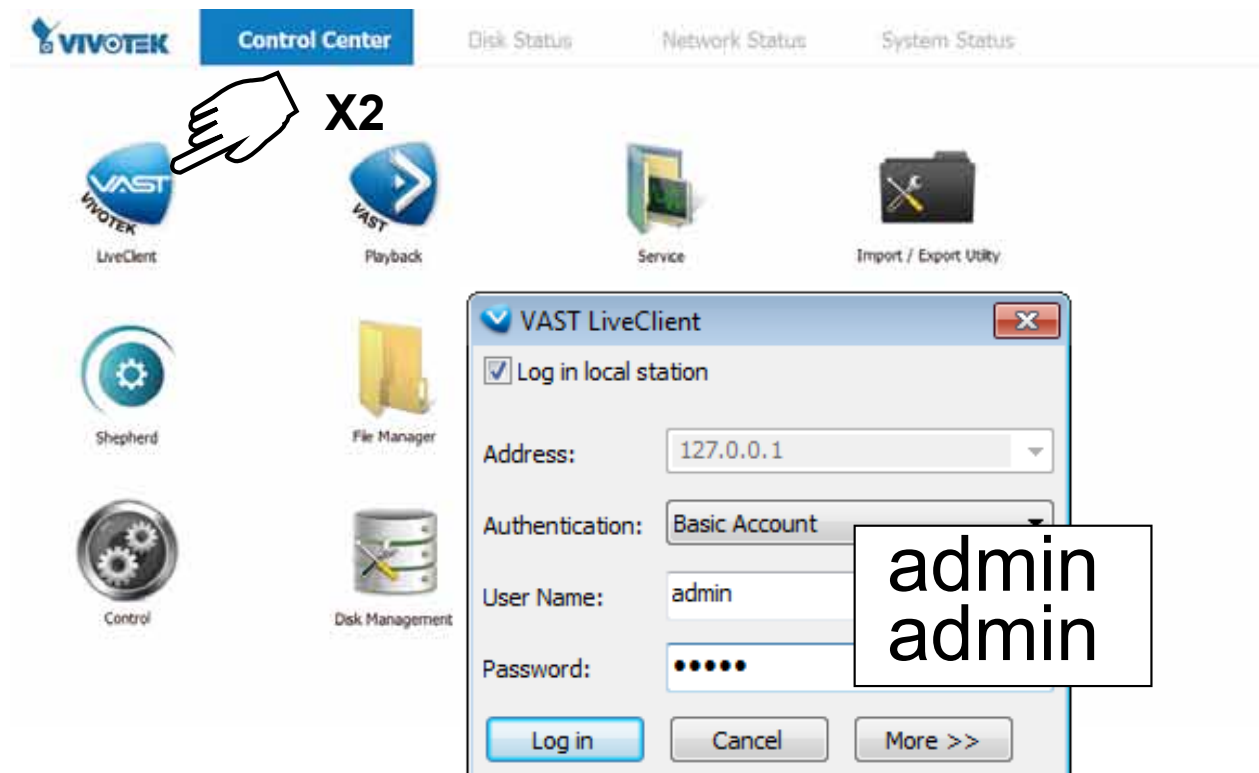 VIVOTEK Control Center Disk Status Network Status System Status
X2
VAST
VIVOTEK
VAST
LiveClient Playback Service Import / Export Utility
VAST LiveClient
Log in local station
Shepherd File Manager
Address: 127.0.0.1
Authentication: Basic Account
admin
User Name: admin
admin
Control Disk Management
Password: •••••
Log in Cancel More >>